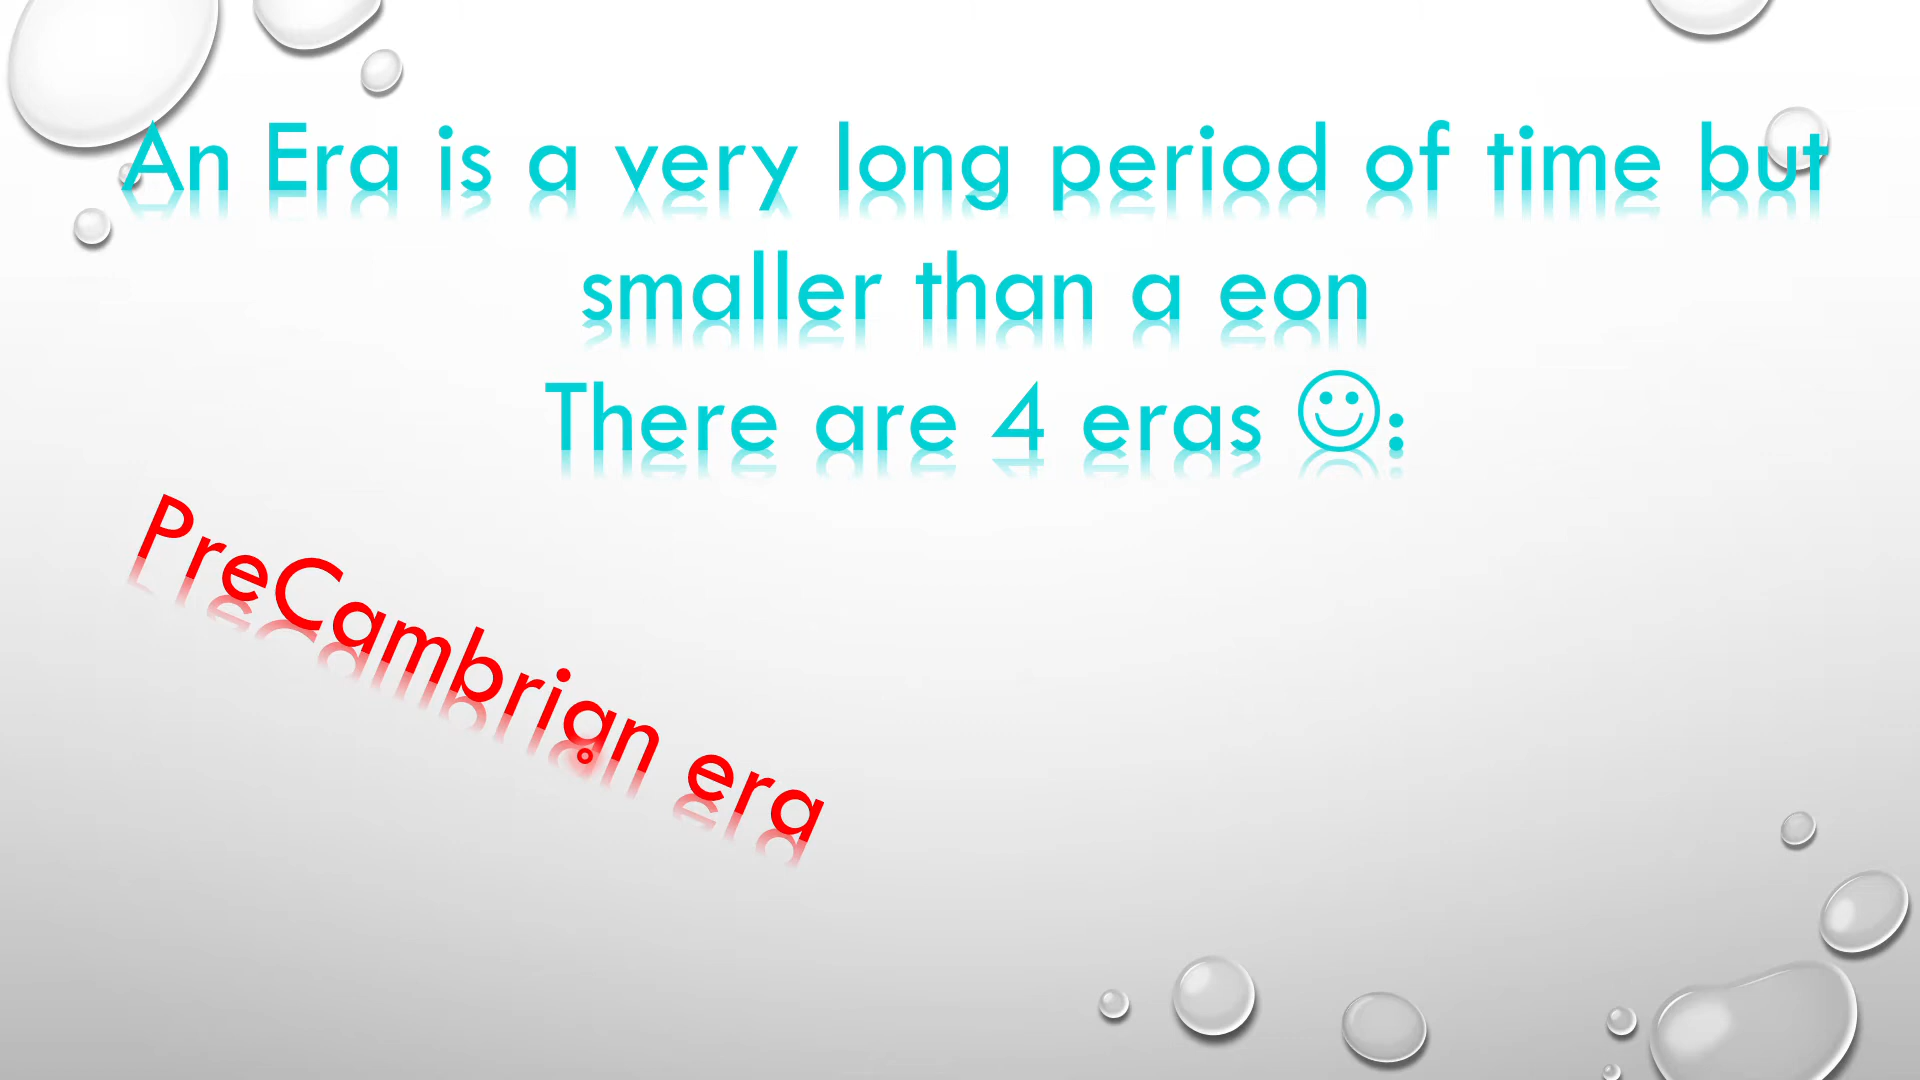 An Era is a very long period of time but
smaller than a eon
There are 4 eras ☺:
PreCambrian era